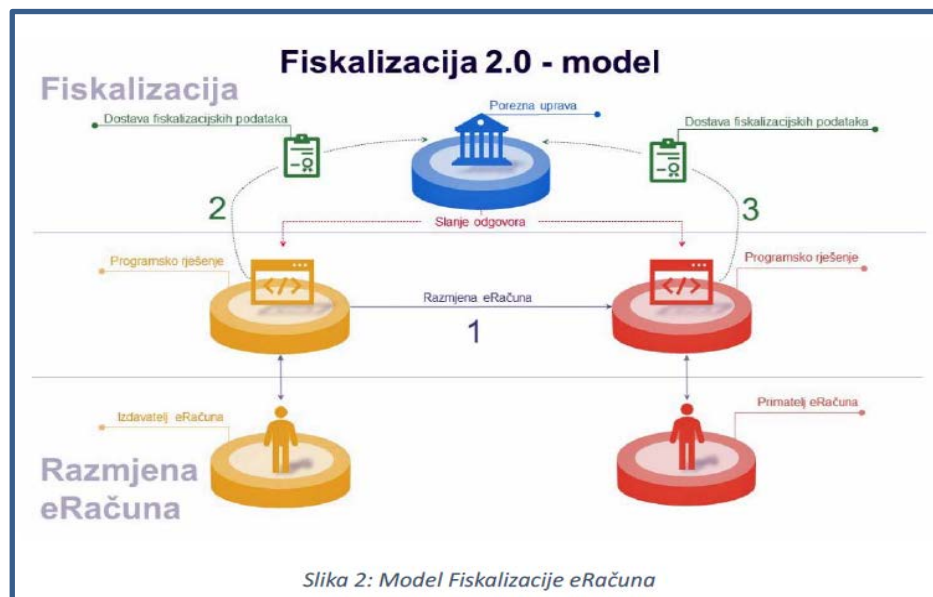 Fiskalizacija 2.0 - model
Fiskalizacija
Porezna uprava
Dostava fiskalizacijskih podataka
Dostava fiskalizacijskih podataka
2
3
Slanje odgovora
Programsko rješenje
Programsko rješenje
Razmjena eRačuna
1
Izdavatelj eRačuna
Primatelj eRačuna
Razmjena
eRačuna
Slika 2: Model Fiskalizacije eRačuna